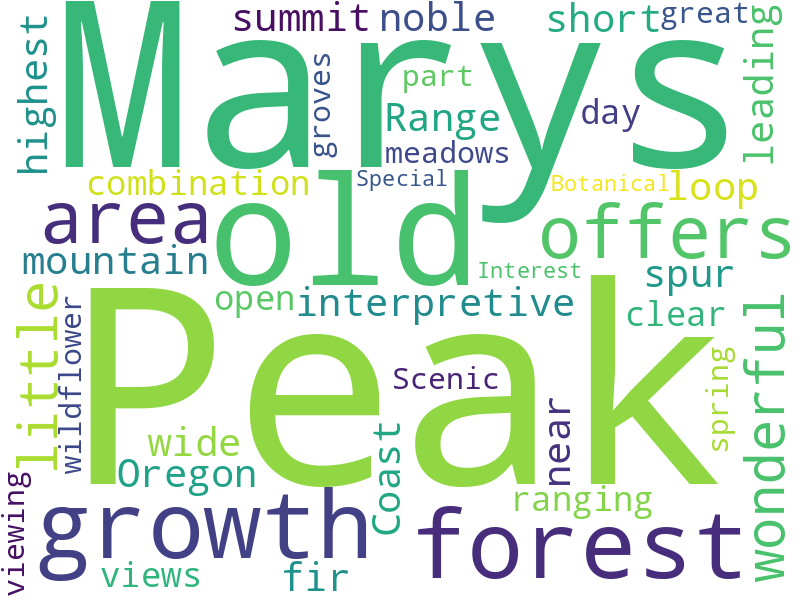 summit noble short great
Marys
highest
groves
part
Range
day
leading
meadows
combination Special Botanical loop
area old offers
mountain Interest spur
little
wildflower
open interpretive clear
wonderful
Peak
spring
Scenic
near
wide
Coast
Oregon
viewing
growth ranging
forest
views fir